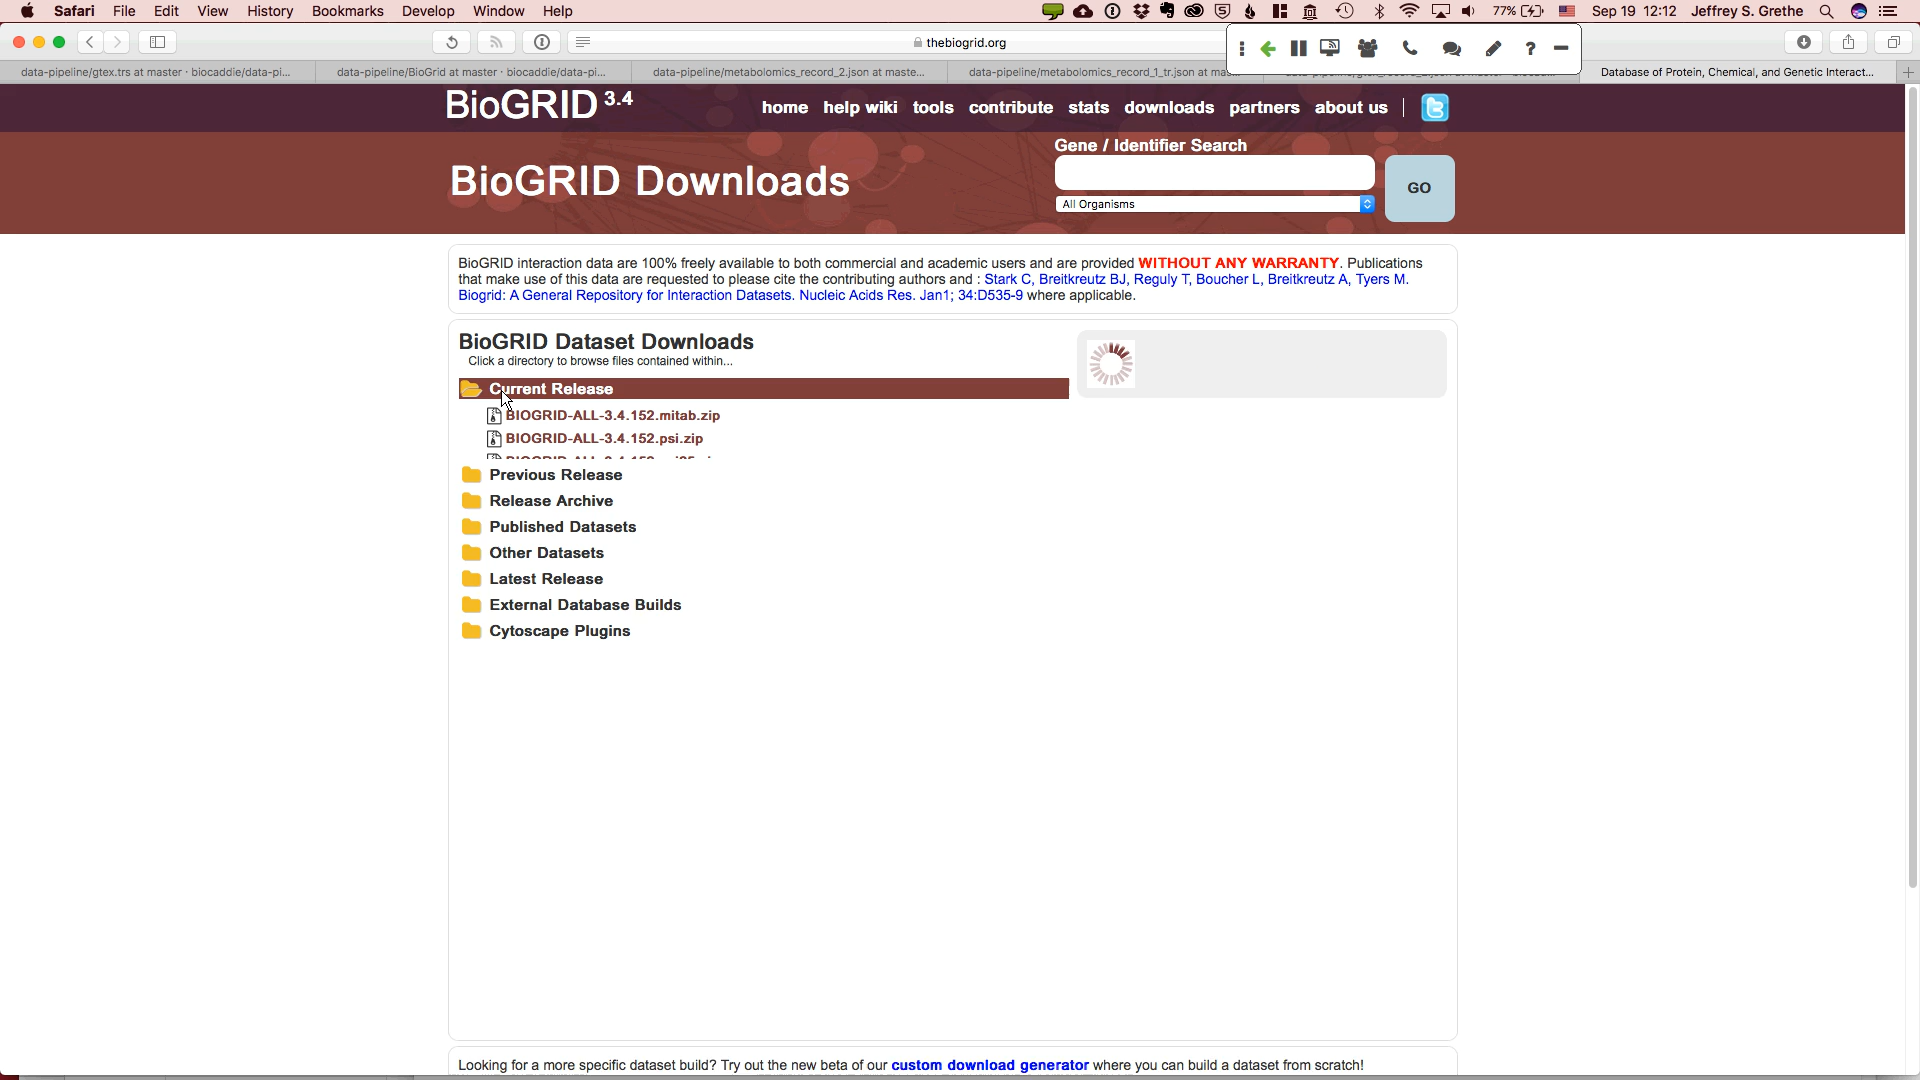 Safari File Edit View History Bookmarks Develop Window Help 77% Sep 19 12:12 Jeffrey S. Grethe
thebiogrid.org
data-pipeline/gtex.trs at master · biocaddie/data-pi... data-pipeline/BioGrid at master · biocaddie/data-pi... data-pipeline/metabolomics_record_2.json at maste... data-pipeline/metabolomics_record_1_tr.json at ma... Database of Protein, Chemical, and Genetic Interact...
BioGRID 3.4
home help wiki tools contribute stats downloads partners about us
Gene / Identifier Search
BioGRID Downloads
GO
All Organisms
BioGRID interaction data are 100% freely available to both commercial and academic users and are provided WITHOUT ANY WARRANTY. Publications
that make use of this data are requested to please cite the contributing authors and : Stark C, Breitkreutz BJ, Reguly T, Boucher L, Breitkreutz A, Tyers M.
Biogrid: A General Repository for Interaction Datasets. Nucleic Acids Res. Jan1; 34:D535-9 where applicable.
BioGRID Dataset Downloads
Click a directory to browse files contained within...
Current Release
BIOGRID-ALL-3.4.152.mitab.zip
BIOGRID-ALL-3.4.152.psi.zip
Previous Release
Release Archive
Published Datasets
Other Datasets
Latest Release
External Database Builds
Cytoscape Plugins
Looking for a more specific dataset build? Try out the new beta of our custom download generator where you can build a dataset from scratch!